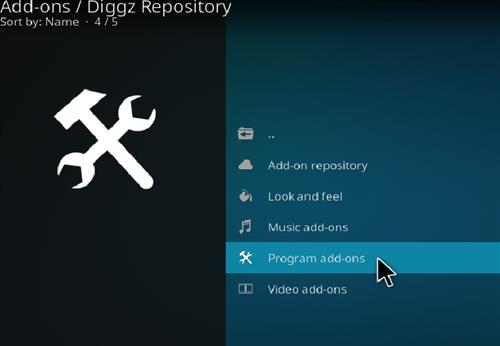 Add-ons / Diggz Repository
Sort by: Name · 4 / 5
..
Add-on repository
Look and feel
Music add-ons
Program add-ons
Video add-ons